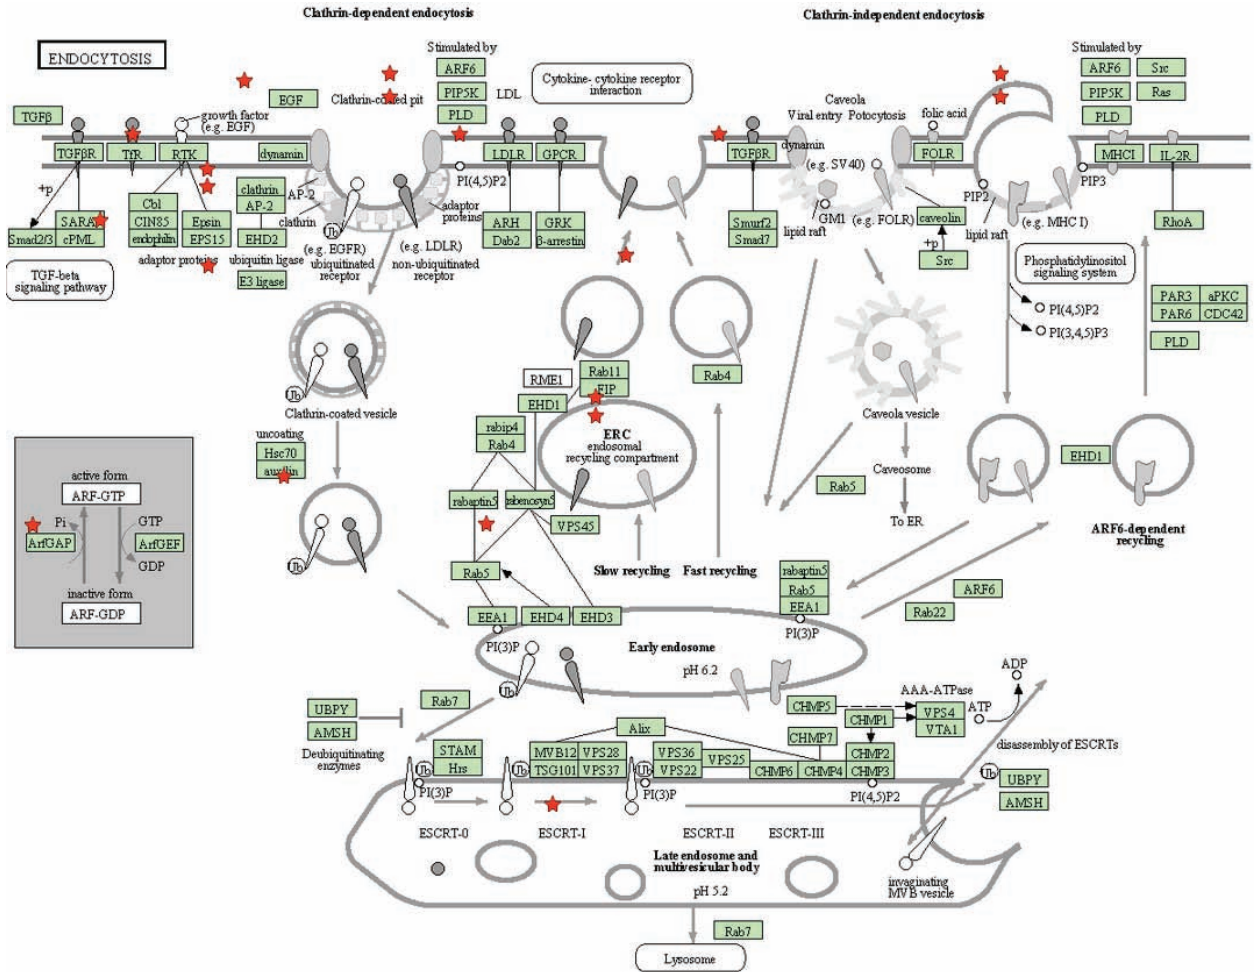 Clathrin-dependent endocytosis
Clathrin-independent endocytosis
ENDOCYTOSIS
Stimulated by
ARF6
PIP5K
PLD
LDL
Cytokine- cytokine receptor
interaction
Stimulated by
ARF6
Src
PIP5K
Ras
PLD
TGFβ
EGF
growth factor
(e.g. EGF)
Clathrin-coated pit
Caveola
Viral entry Potocytosis
folic acid
TGFβR
TfR
RTK
dynamin
LDLR
GPCR
TGFβR
dynamin
FOLR
MHCI
IL-2R
(e.g. SV40)
PI(4,5)P2
PIP2
PIP3
+p
Cbl
CIN85
endophilin
Epsin
EPS15
adaptor proteins
clathrin
AP-2
EHD2
ubiquitin ligase
E3 ligase
AP-2
clathrin
Ub
(e.g. EGFR)
ubiquitinated
receptor
(e.g. LDLR)
non-ubiquitinated
receptor
adaptor
proteins
ARH
Dab2
GRK
β-arrestin
Smurf2
Smad7
GM1
lipid raft
(e.g. FOLR)
caveolin
+p
Src
lipid raft
(e.g. MHC I)
RhoA
SARA
cPML
Smad2/3
TGF-beta
signaling pathway
Phosphatidylinositol
signaling system
PI(4,5)P2
PI(3,4,5)P3
PAR3
aPKC
PAR6
CDC42
PLD
Ub
Clathrin-coated vesicle
RME1
Rab11
FIP
EHD1
Rab4
Caveola vesicle
uncoating
Hsc70
auxilin
rabip4
Rab4
ERC
endosomal
recycling compartment
Caveosome
Rab5
To ER
EHD1
ARF6-dependent
recycling
active form
ARF-GTP
Pi
GTP
ArfGAP
ArfGEF
GDP
inactive form
ARF-GDP
Ub
rabaptin5
rabenosyn5
VPS45
Rab5
Slow recycling
Fast recycling
rabaptin5
Rab5
EEA1
PI(3)P
ARF6
Rab22
EEA1
EHD4
EHD3
PI(3)P
Early endosome
pH 6.2
Ub
ADP
AAA-ATPase
ATP
UBPY
AMSH
Deubiquitinating
enzymes
Rab7
Alix
CHMP5
CHMP1
VPS4
VTA1
CHMP7
disassembly of ESCRTs
STAM
Hrs
Ub
PI(3)P
MVB12
VPS28
TSG101
VPS37
Ub
VPS36
VPS22
VPS25
Ub
PI(3)P
CHMP6
CHMP4
CHMP2
CHMP3
PI(4,5)P2
Ub
UBPY
AMSH
ESCRT-0
ESCRT-I
ESCRT-II
ESCRT-III
Late endosome and
multivesicular body
pH 5.2
invaginating
MVB vesicle
Rab7
Lysosome